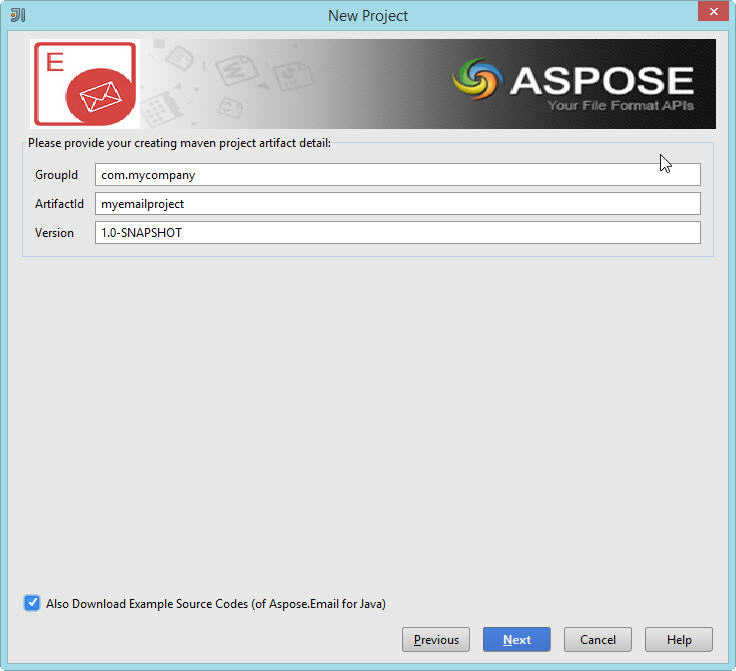 New Project
E
W
ASPOSE
Your File Format APIs
Please provide your creating maven project artifact detail:
GroupId com.mycompany
ArtifactId myemailproject
Version 1.0-SNAPSHOT
Also Download Example Source Codes (of Aspose.Email for Java)
Previous Next Cancel Help